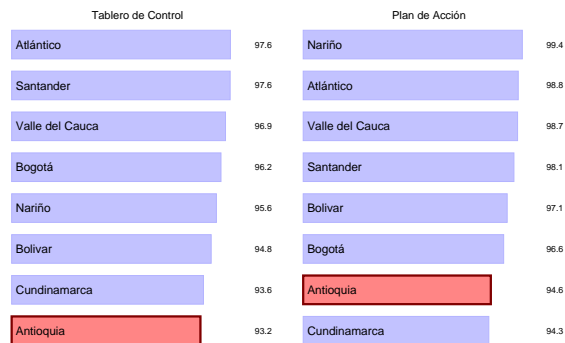 Tablero de Control
Atlántico 97.6
Santander 97.6
Valle del Cauca 96.9
Bogotá 96.2
Nariño 95.6
Bolivar 94.8
Cundinamarca 93.6
Antioquia 93.2
Plan de Acción
Nariño 99.4
Atlántico 98.8
Valle del Cauca 98.7
Santander 98.1
Bolivar 97.1
Bogotá 96.6
Antioquia 94.6
Cundinamarca 94.3